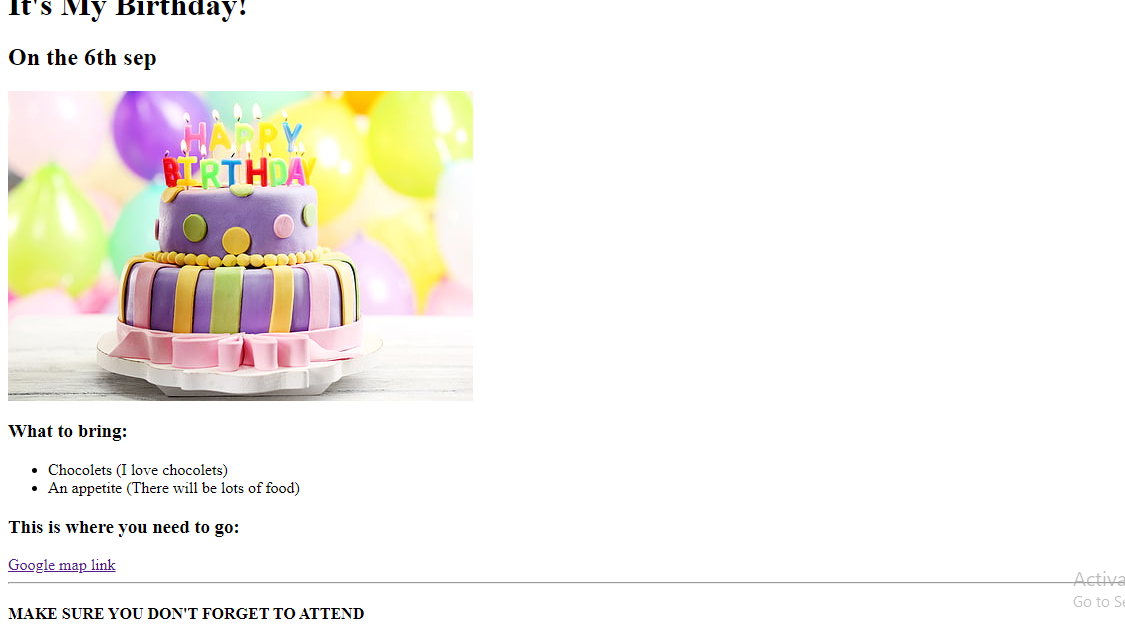 It's My Birthday!
On the 6th sep
HAPPY
BIRTHDAY
What to bring:
Chocolets (I love chocolets)
An appetite (There will be lots of food)
This is where you need to go:
Google map link
Activa
Go to Se
MAKE SURE YOU DON'T FORGET TO ATTEND